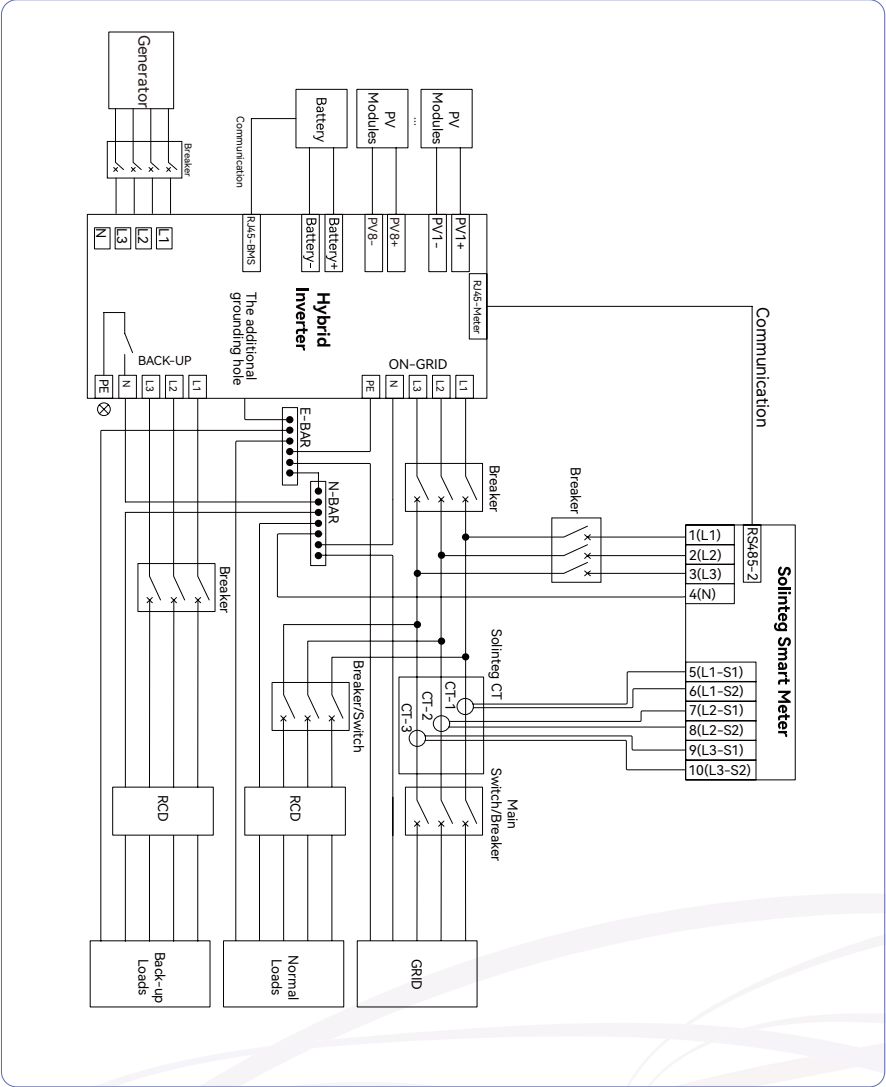 Generator
Breaker
Communication
Battery
PV
Modules
...
PV
Modules
N
L3
L2
L1
RJ45-BMS
Battery-
Battery+
PV8-
PV8+
PV1-
PV1+
RJ45-Meter
Hybrid
Inverter
The additional
grounding hole
BACK-UP
PE
N
L3
L2
L1
ON-GRID
PE
N
L3
L2
L1
Communication
E-BAR
N-BAR
Breaker
Breaker
Breaker
RS485-2
1(L1)
2(L2)
3(L3)
4(N)
Solinteg Smart Meter
5(L1-S1)
6(L1-S2)
7(L2-S1)
8(L2-S2)
9(L3-S1)
10(L3-S2)
Solinteg CT
CT-1
CT-2
CT-3
Breaker/Switch
Main
Switch/Breaker
RCD
RCD
Back-up
Loads
Normal
Loads
GRID